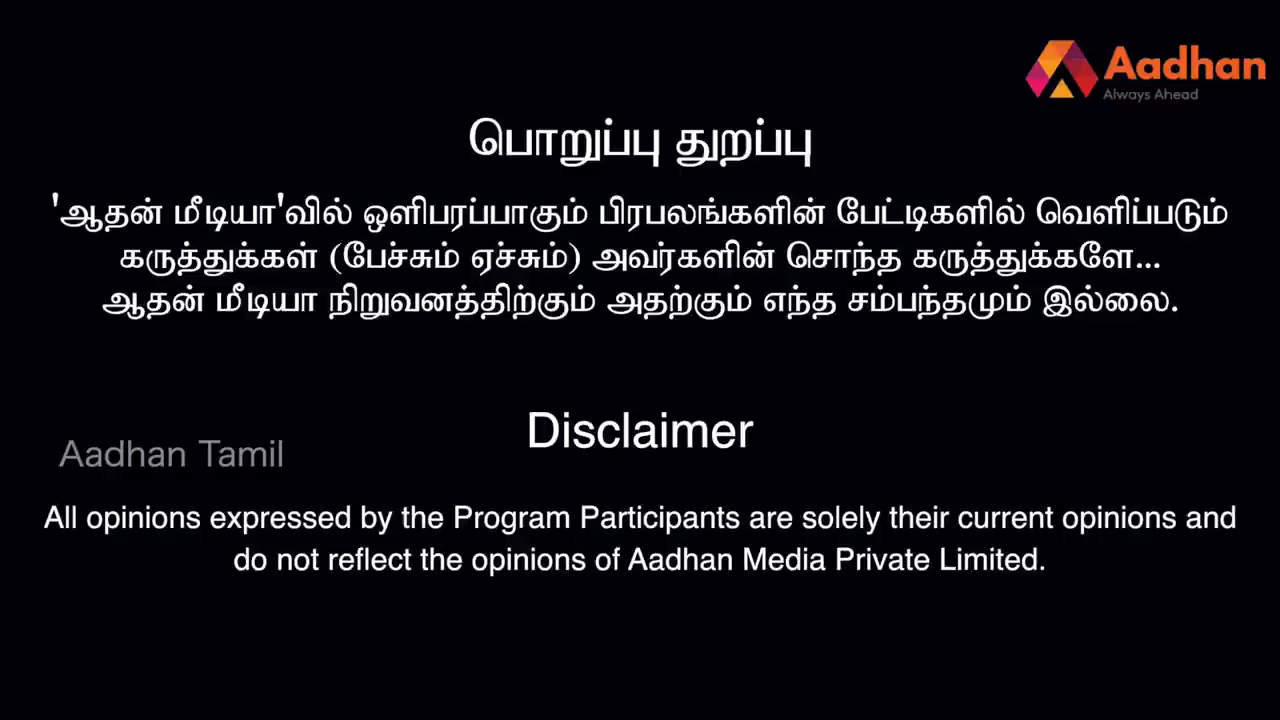 Aadhan
Always Ahead
பொறுப்பு துறப்பு
'ஆதன் மீடியா'வில் ஒளிபரப்பாகும் பிரபலங்களின் பேட்டிகளில் வெளிப்படும்
கருத்துக்கள் (பேச்சும் ஏச்சும்) அவர்களின் சொந்த கருத்துக்களே...
ஆதன் மீடியா நிறுவனத்திற்கும் அதற்கும் எந்த சம்பந்தமும் இல்லை.
Disclaimer
Aadhan Tamil
All opinions expressed by the Program Participants are solely their current opinions and
do not reflect the opinions of Aadhan Media Private Limited.